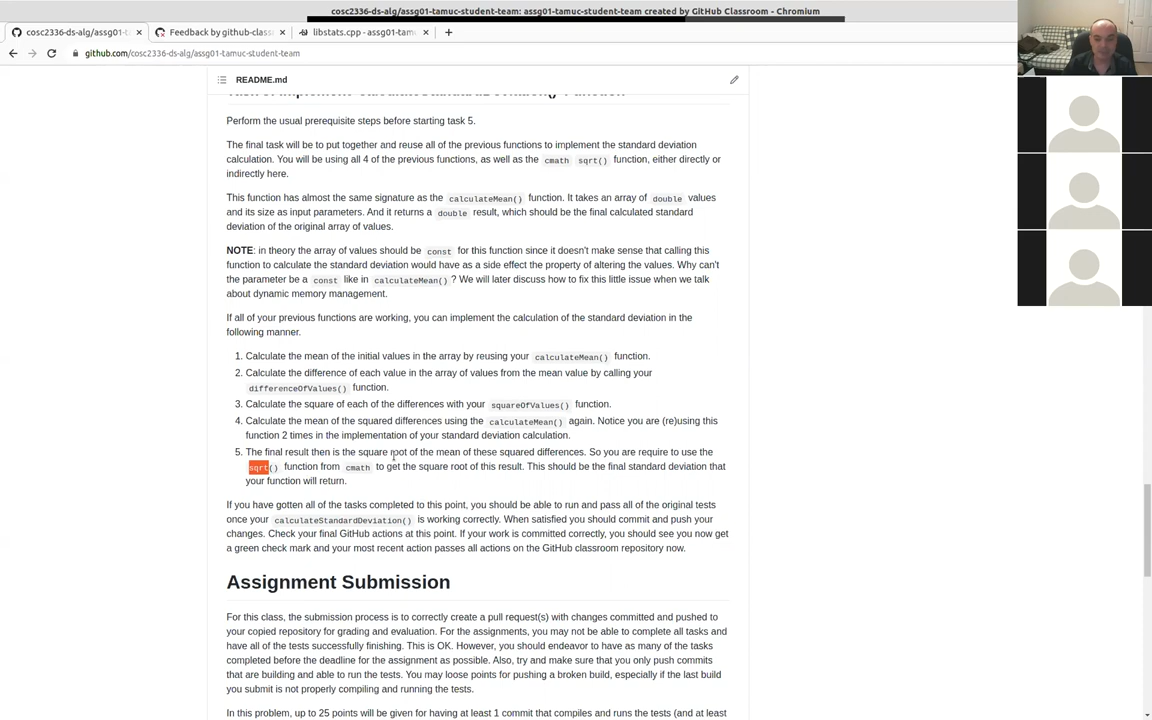 cosc2336-ds-alg/assg01-tamuc-student-team: assg01-tamuc-student-team created by GitHub Classroom - Chromium
cosc2336-ds-alg/assg01-t
Feedback by github-class
libstats.cpp - assg01-tam
github.com/cosc2336-ds-alg/assg01-tamuc-student-team
README.md
Perform the usual prerequisite steps before starting task 5.
The final task will be to put together and reuse all of the previous functions to implement the standard deviation
calculation. You will be using all 4 of the previous functions, as well as the cmath sqrt() function, either directly or
indirectly here.
This function has almost the same signature as the calculateMean() function. It takes an array of double values
and its size as input parameters. And it returns a double result, which should be the final calculated standard
deviation of the original array of values.
NOTE: in theory the array of values should be const for this function since it doesn't make sense that calling this
function to calculate the standard deviation would have as a side effect the property of altering the values. Why can't
the parameter be a const like in calculateMean() ? We will later discuss how to fix this little issue when we talk
about dynamic memory management.
If all of your previous functions are working, you can implement the calculation of the standard deviation in the
following manner.
1. Calculate the mean of the initial values in the array by reusing your calculateMean() function.
2. Calculate the difference of each value in the array of values from the mean value by calling your
differenceOfValues() function.
3. Calculate the square of each of the differences with your squareOfValues() function.
4. Calculate the mean of the squared differences using the calculateMean() again. Notice you are (re)using this
function 2 times in the implementation of your standard deviation calculation.
5. The final result then is the square root of the mean of these squared differences. So you are require to use the
sqrt() function from cmath to get the square root of this result. This should be the final standard deviation that
your function will return.
If you have gotten all of the tasks completed to this point, you should be able to run and pass all of the original tests
once your calculateStandardDeviation() is working correctly. When satisfied you should commit and push your
changes. Check your final GitHub actions at this point. If your work is committed correctly, you should see you now get
a green check mark and your most recent action passes all actions on the GitHub classroom repository now.
Assignment Submission
For this class, the submission process is to correctly create a pull request(s) with changes committed and pushed to
your copied repository for grading and evaluation. For the assignments, you may not be able to complete all tasks and
have all of the tests successfully finishing. This is OK. However, you should endeavor to have as many of the tasks
completed before the deadline for the assignment as possible. Also, try and make sure that you only push commits
that are building and able to run the tests. You may loose points for pushing a broken build, especially if the last build
you submit is not properly compiling and running the tests.
In this problem, up to 25 points will be given for having at least 1 commit that compiles and runs the tests (and at least